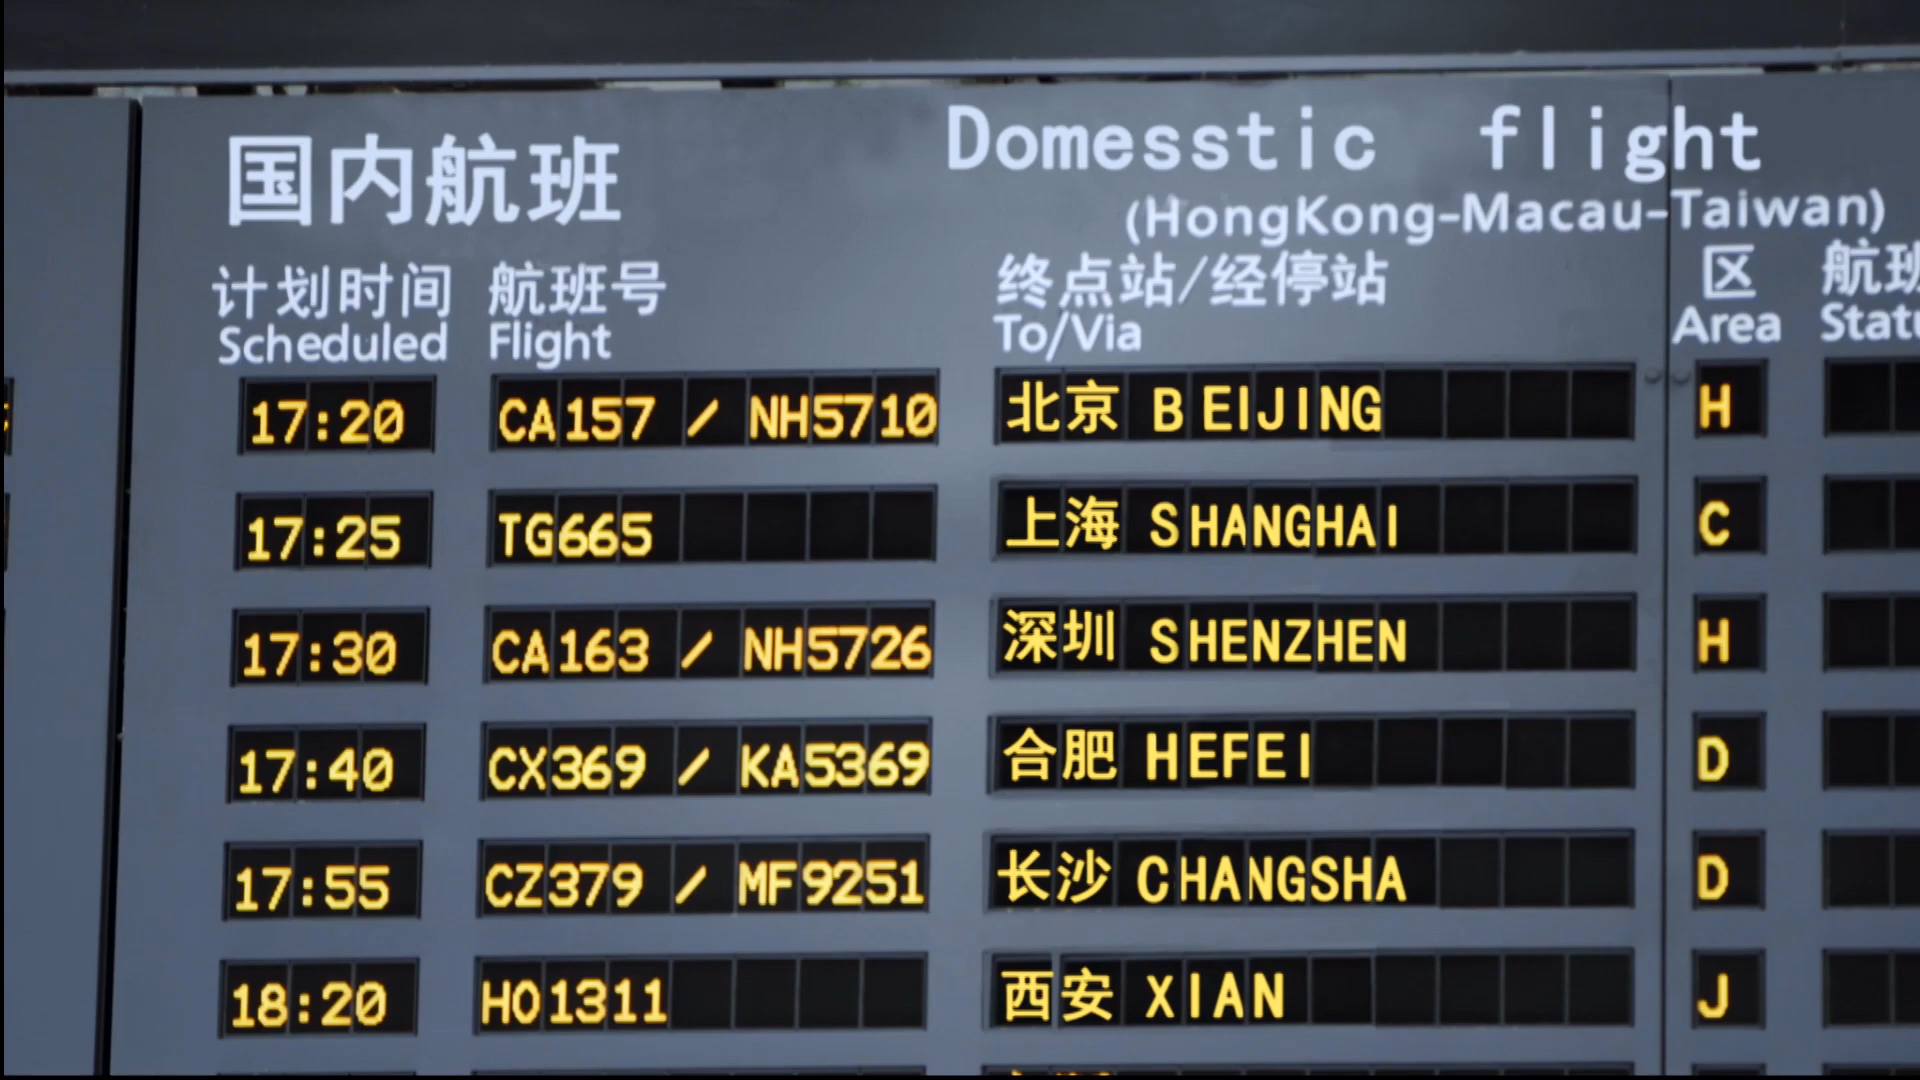 国内航班 Domesstic flight
(HongKong-Macau-Taiwan)
计划时间 航班号 终点站/经停站 区
Scheduled Flight To/Via Area
17:20 CA157 / NH5710 北京 BEIJING H
17:25 TG665 上海 SHANGHAI C
17:30 CA163 / NH5726 深圳 SHENZHEN H
17:40 CX369 / KA5369 合肥 HEFEI D
17:55 CZ379 / MF9251 长沙 CHANGSHA D
18:20 HO1311 西安 XIAN J